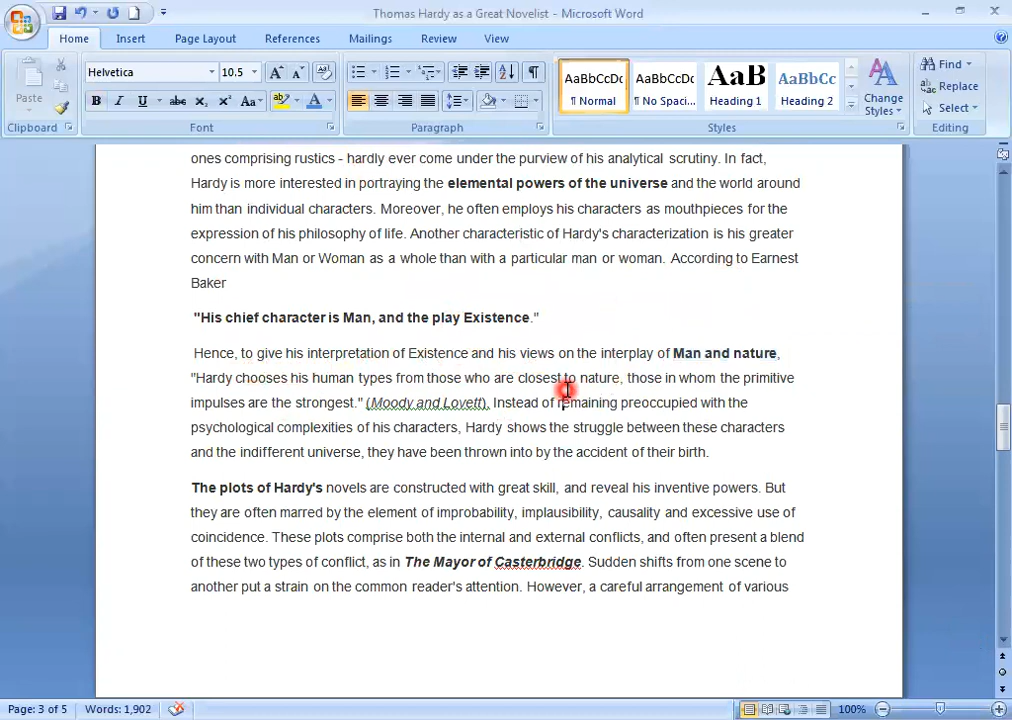 Thomas Hardy as a Great Novelist - Microsoft Word
Home Insert Page Layout References Mailings Review View
Paste
Helvetica 10.5
AaBbCcDc AaBbCcDc AaB AaBbCc
¶ Normal ¶ No Spaci... Heading 1 Heading 2
Change Styles
Find
Replace
Select
Clipboard Font Paragraph Styles Editing
ones comprising rustics - hardly ever come under the purview of his analytical scrutiny. In fact,
Hardy is more interested in portraying the elemental powers of the universe and the world around
him than individual characters. Moreover, he often employs his characters as mouthpieces for the
expression of his philosophy of life. Another characteristic of Hardy's characterization is his greater
concern with Man or Woman as a whole than with a particular man or woman. According to Earnest
Baker
"His chief character is Man, and the play Existence."
Hence, to give his interpretation of Existence and his views on the interplay of Man and nature,
"Hardy chooses his human types from those who are closest to nature, those in whom the primitive
impulses are the strongest." (Moody and Lovett). Instead of remaining preoccupied with the
psychological complexities of his characters, Hardy shows the struggle between these characters
and the indifferent universe, they have been thrown into by the accident of their birth.
The plots of Hardy's novels are constructed with great skill, and reveal his inventive powers. But
they are often marred by the element of improbability, implausibility, causality and excessive use of
coincidence. These plots comprise both the internal and external conflicts, and often present a blend
of these two types of conflict, as in The Mayor of Casterbridge. Sudden shifts from one scene to
another put a strain on the common reader's attention. However, a careful arrangement of various
Page: 3 of 5 Words: 1,902 100%